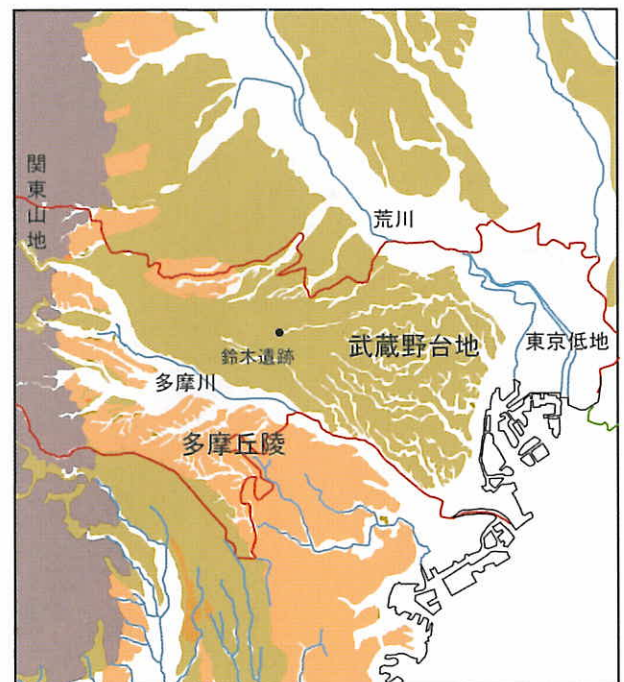 関東山地
荒川
武蔵野台地
鈴木遺跡
東京低地
多摩川
多摩丘陵